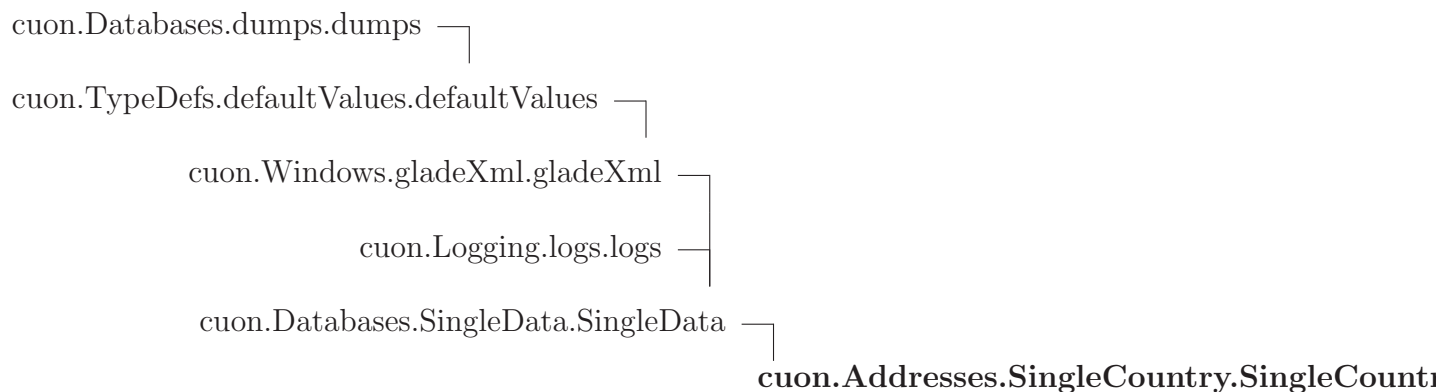 cuon.Databases.dumps.dumps
cuon.TypeDefs.defaultValues.defaultValues
cuon.Windows.gladeXml.gladeXml
cuon.Logging.logs.logs
cuon.Databases.SingleData.SingleData
cuon.Addresses.SingleCountry.SingleCountr